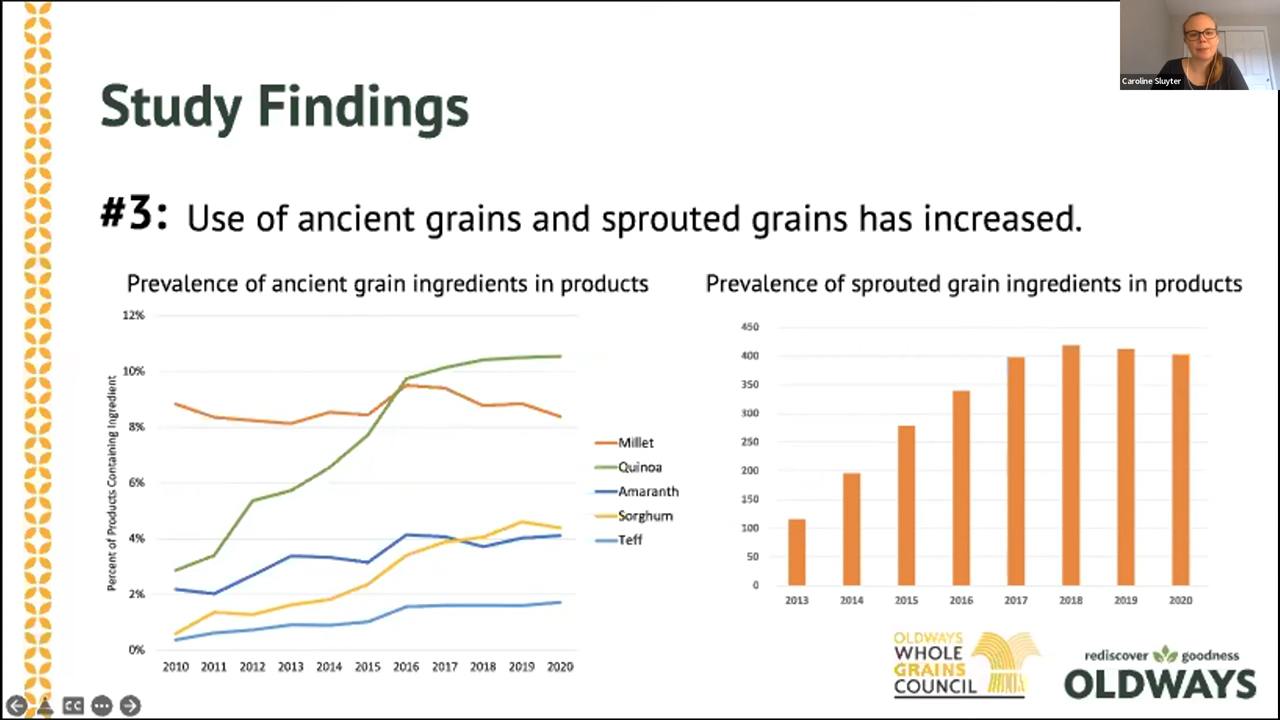 Caroline Sluyter
Study Findings
#3: Use of ancient grains and sprouted grains has increased.
Prevalence of ancient grain ingredients in products
12%
10%
8%
6%
4%
2%
0%
Percent of Products Containing Ingredient
2010 2011 2012 2013 2014 2015 2016 2017 2018 2019 2020
Millet
Quinoa
Amaranth
Sorghum
Teff
Prevalence of sprouted grain ingredients in products
450
400
350
300
250
200
150
100
50
0
2013 2014 2015 2016 2017 2018 2019 2020
OLDWAYS
WHOLE
GRAINS
COUNCIL
rediscover goodness
OLDWAYS
CC